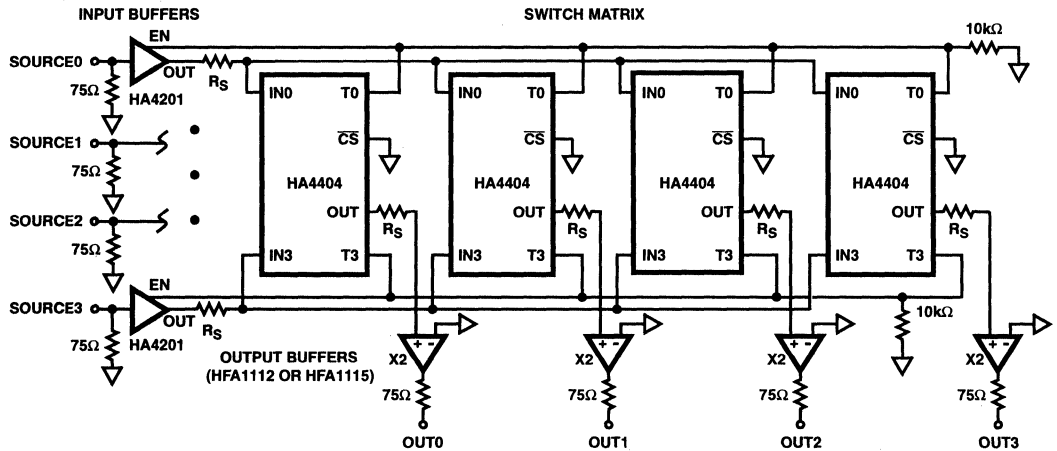 INPUT BUFFERS
SWITCH MATRIX
EN
10kΩ
SOURCE0
OUT
RS
75Ω
HA4201
IN0 T0
IN0 T0
IN0 T0
IN0 T0
SOURCE1
CS
CS
CS
CS
75Ω
HA4404
HA4404
HA4404
HA4404
SOURCE2
OUT
RS
OUT
RS
OUT
RS
OUT
RS
75Ω
IN3 T3
IN3 T3
IN3 T3
IN3 T3
EN
SOURCE3
OUT
RS
10kΩ
75Ω
HA4201
OUTPUT BUFFERS
(HFA1112 OR HFA1115)
X2 + -
X2 + -
X2 + -
X2 + -
75Ω
75Ω
75Ω
75Ω
OUT0
OUT1
OUT2
OUT3